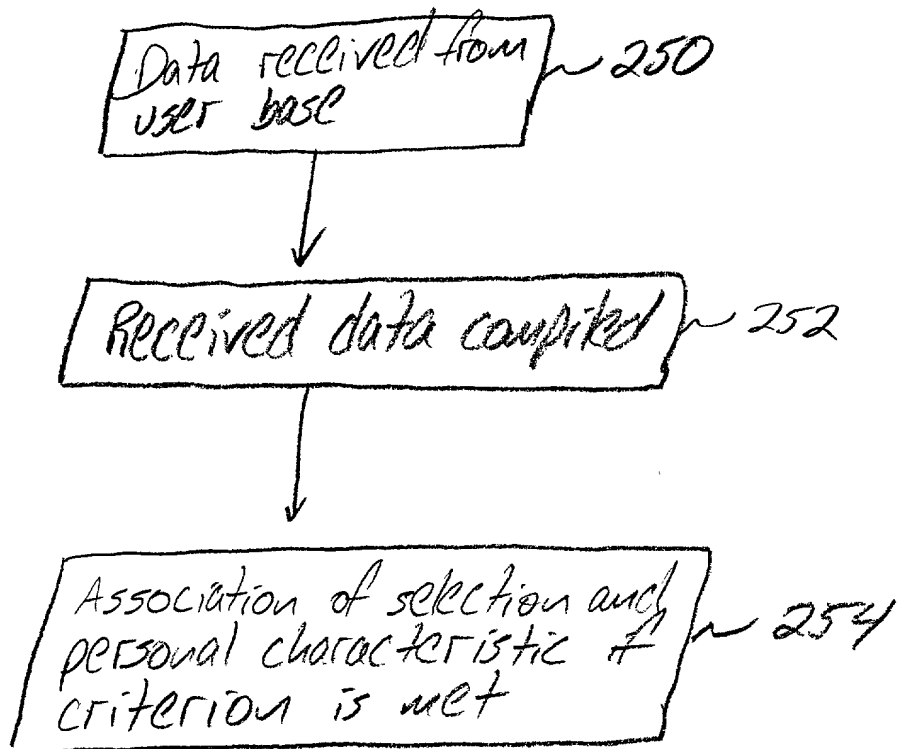 Data received from
user base
250
Received data compiled
252
Association of selection and
personal characteristic if
criterion is met
254